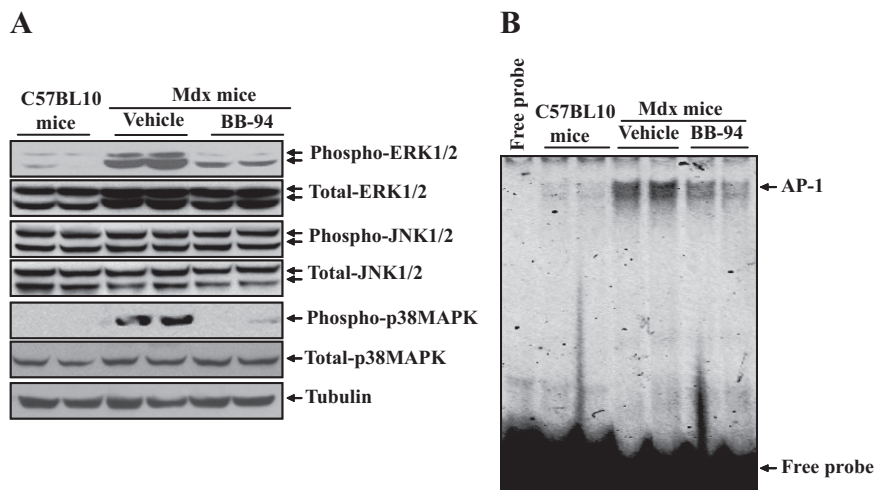 A
C57BL10
mice
Mdx mice
Vehicle
BB-94
Phospho-ERK1/2
Total-ERK1/2
Phospho-JNK1/2
Total-JNK1/2
Phospho-p38MAPK
Total-p38MAPK
Tubulin
B
Free probe
C57BL10
mice
Mdx mice
Vehicle
BB-94
AP-1
Free probe